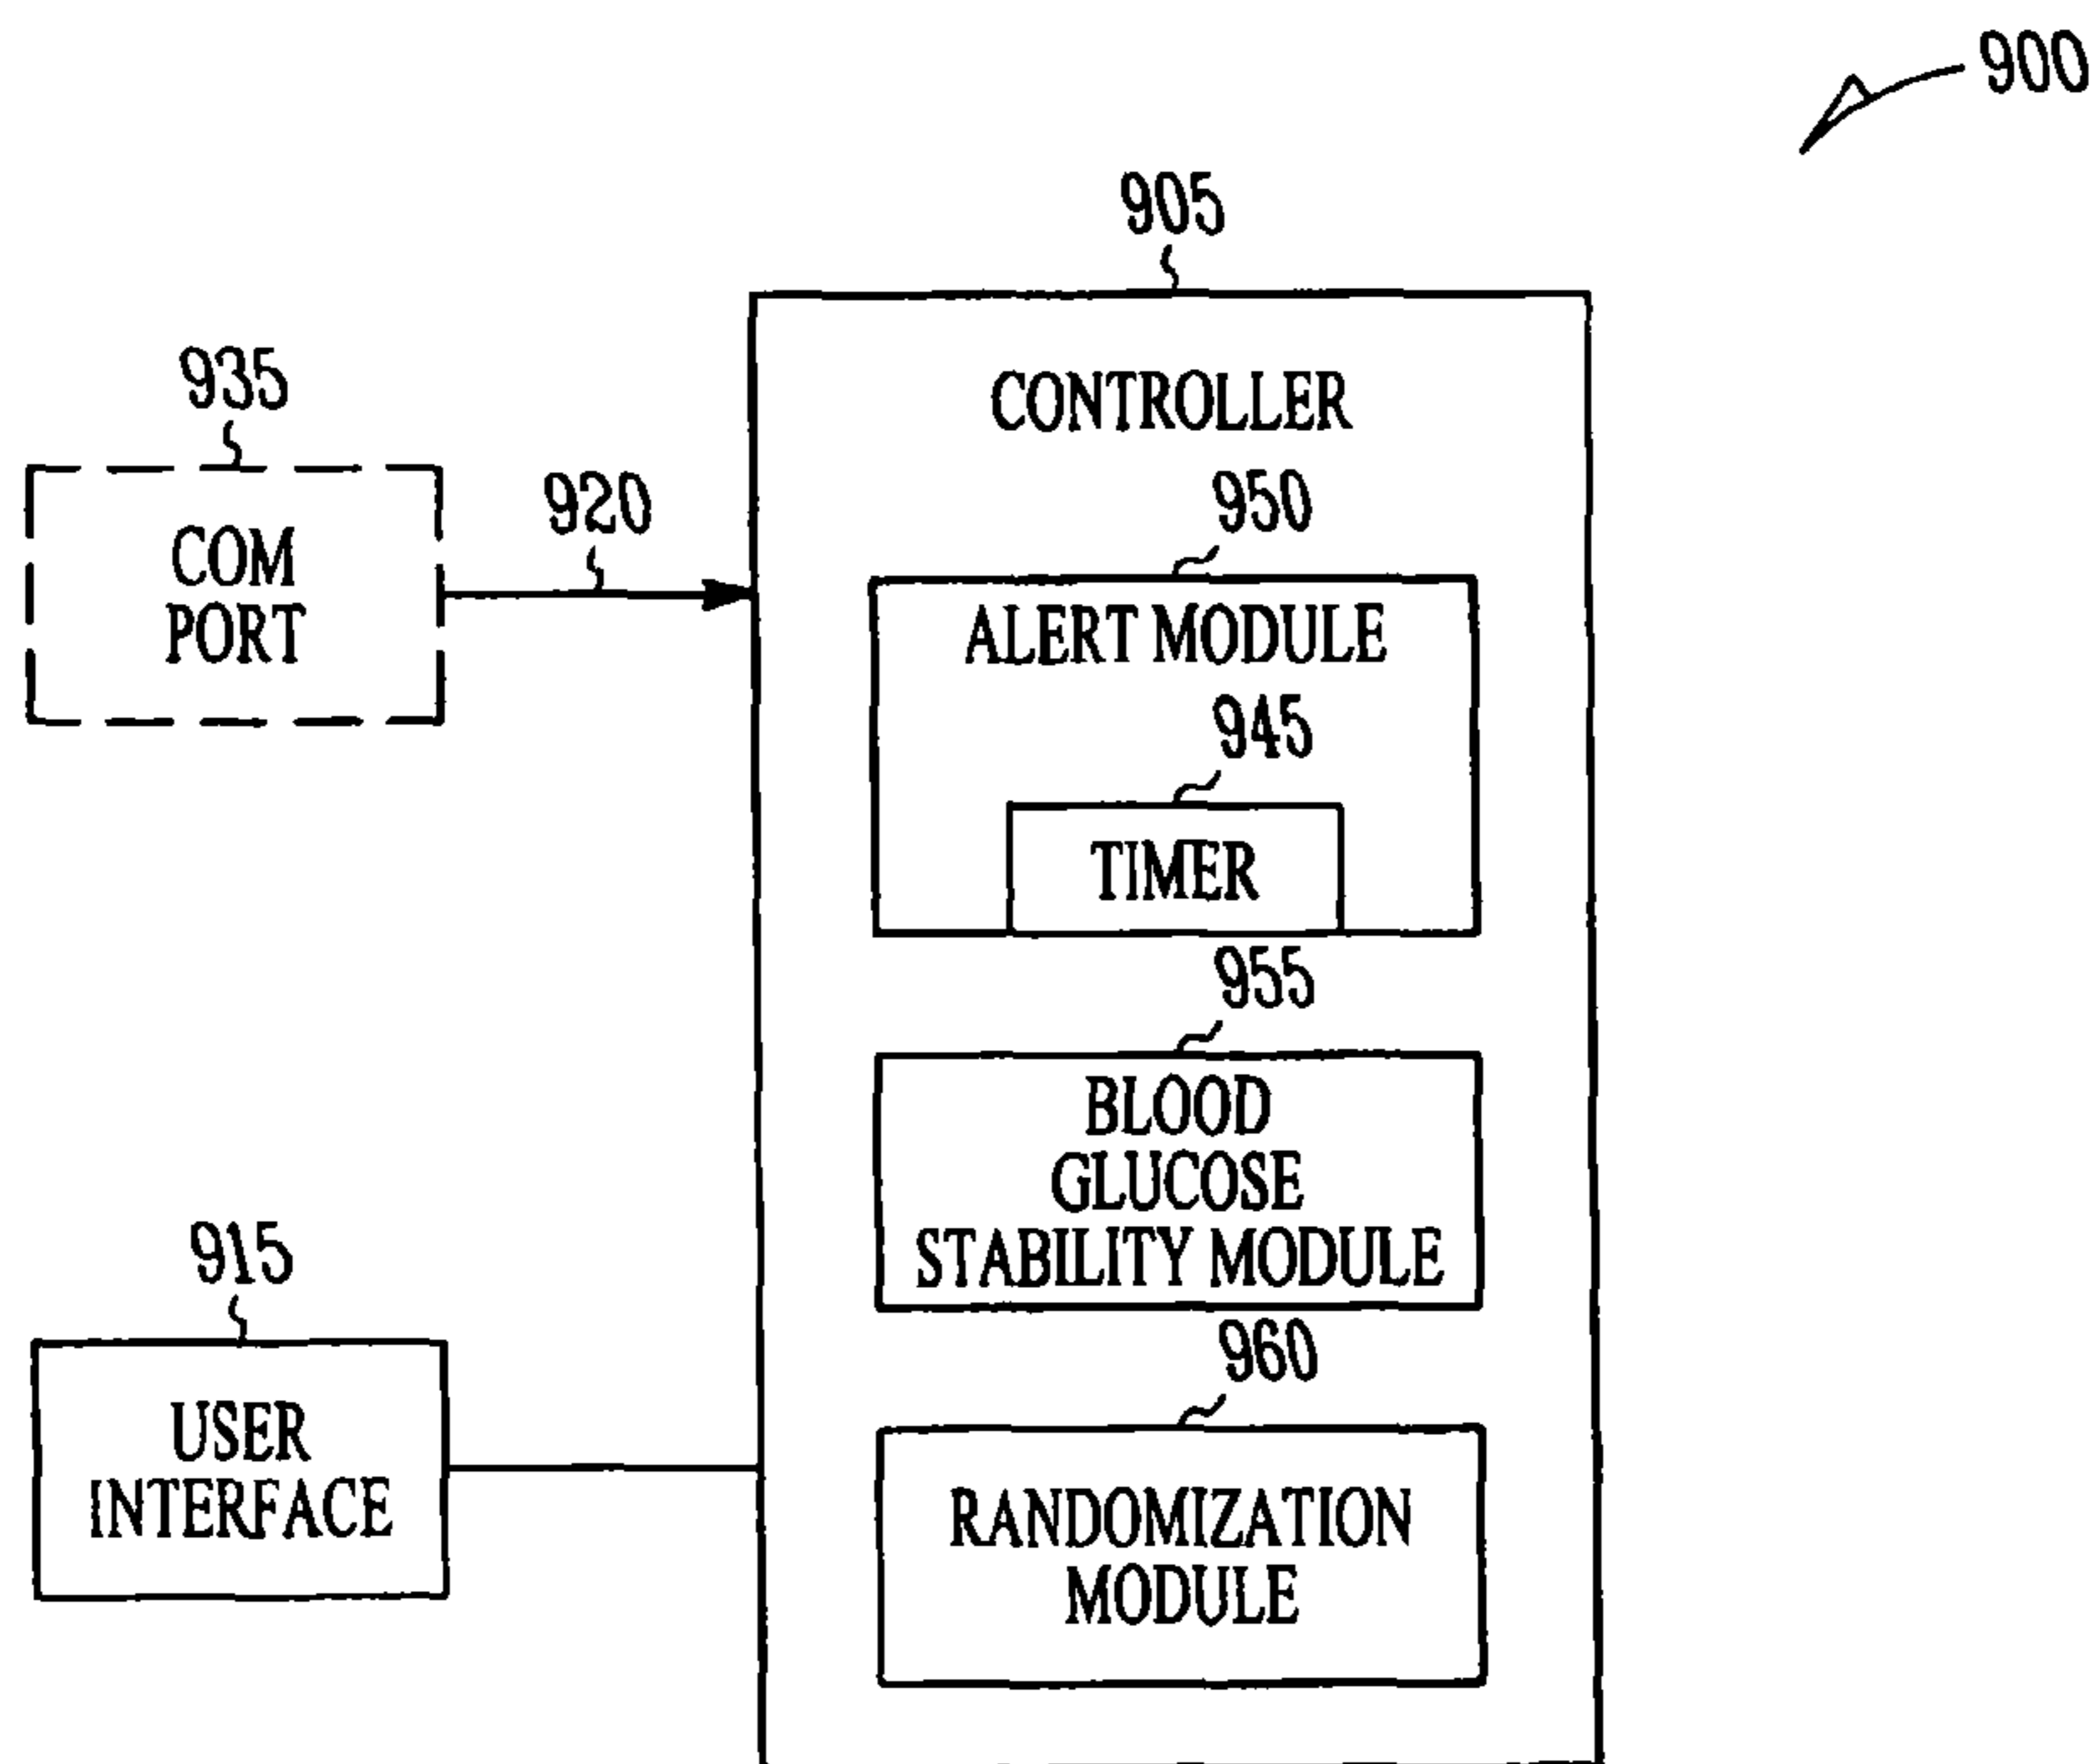 900
905
CONTROLLER
935
COM
PORT
920
950
ALERT MODULE
945
TIMER
955
BLOOD
GLUCOSE
STABILITY MODULE
915
USER
INTERFACE
960
RANDOMIZATION
MODULE